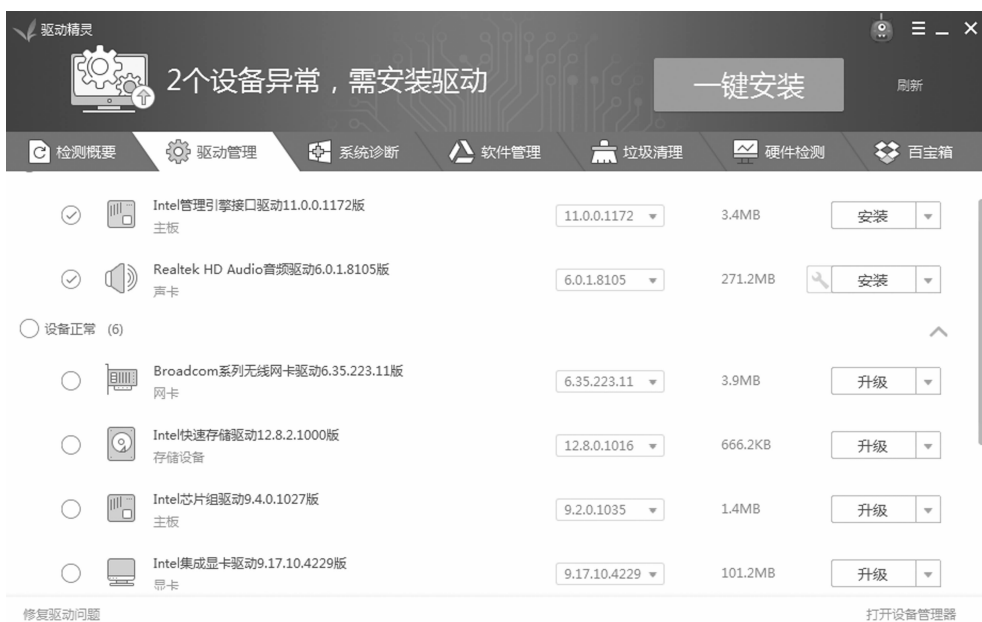 驱动精灵
2个设备异常，需安装驱动
一键安装
刷新
检测概要 驱动管理 系统诊断 软件管理 垃圾清理 硬件检测 百宝箱
Intel管理引擎接口驱动11.0.0.1172版
主板
11.0.0.1172 3.4MB 安装
Realtek HD Audio音频驱动6.0.1.8105版
声卡
6.0.1.8105 271.2MB 安装
设备正常 (6)
Broadcom系列无线网卡驱动6.35.223.11版
网卡
6.35.223.11 3.9MB 升级
Intel快速存储驱动12.8.2.1000版
存储设备
12.8.0.1016 666.2KB 升级
Intel芯片组驱动9.4.0.1027版
主板
9.2.0.1035 1.4MB 升级
Intel集成显卡驱动9.17.10.4229版
显卡
9.17.10.4229 101.2MB 升级
修复驱动问题 打开设备管理器